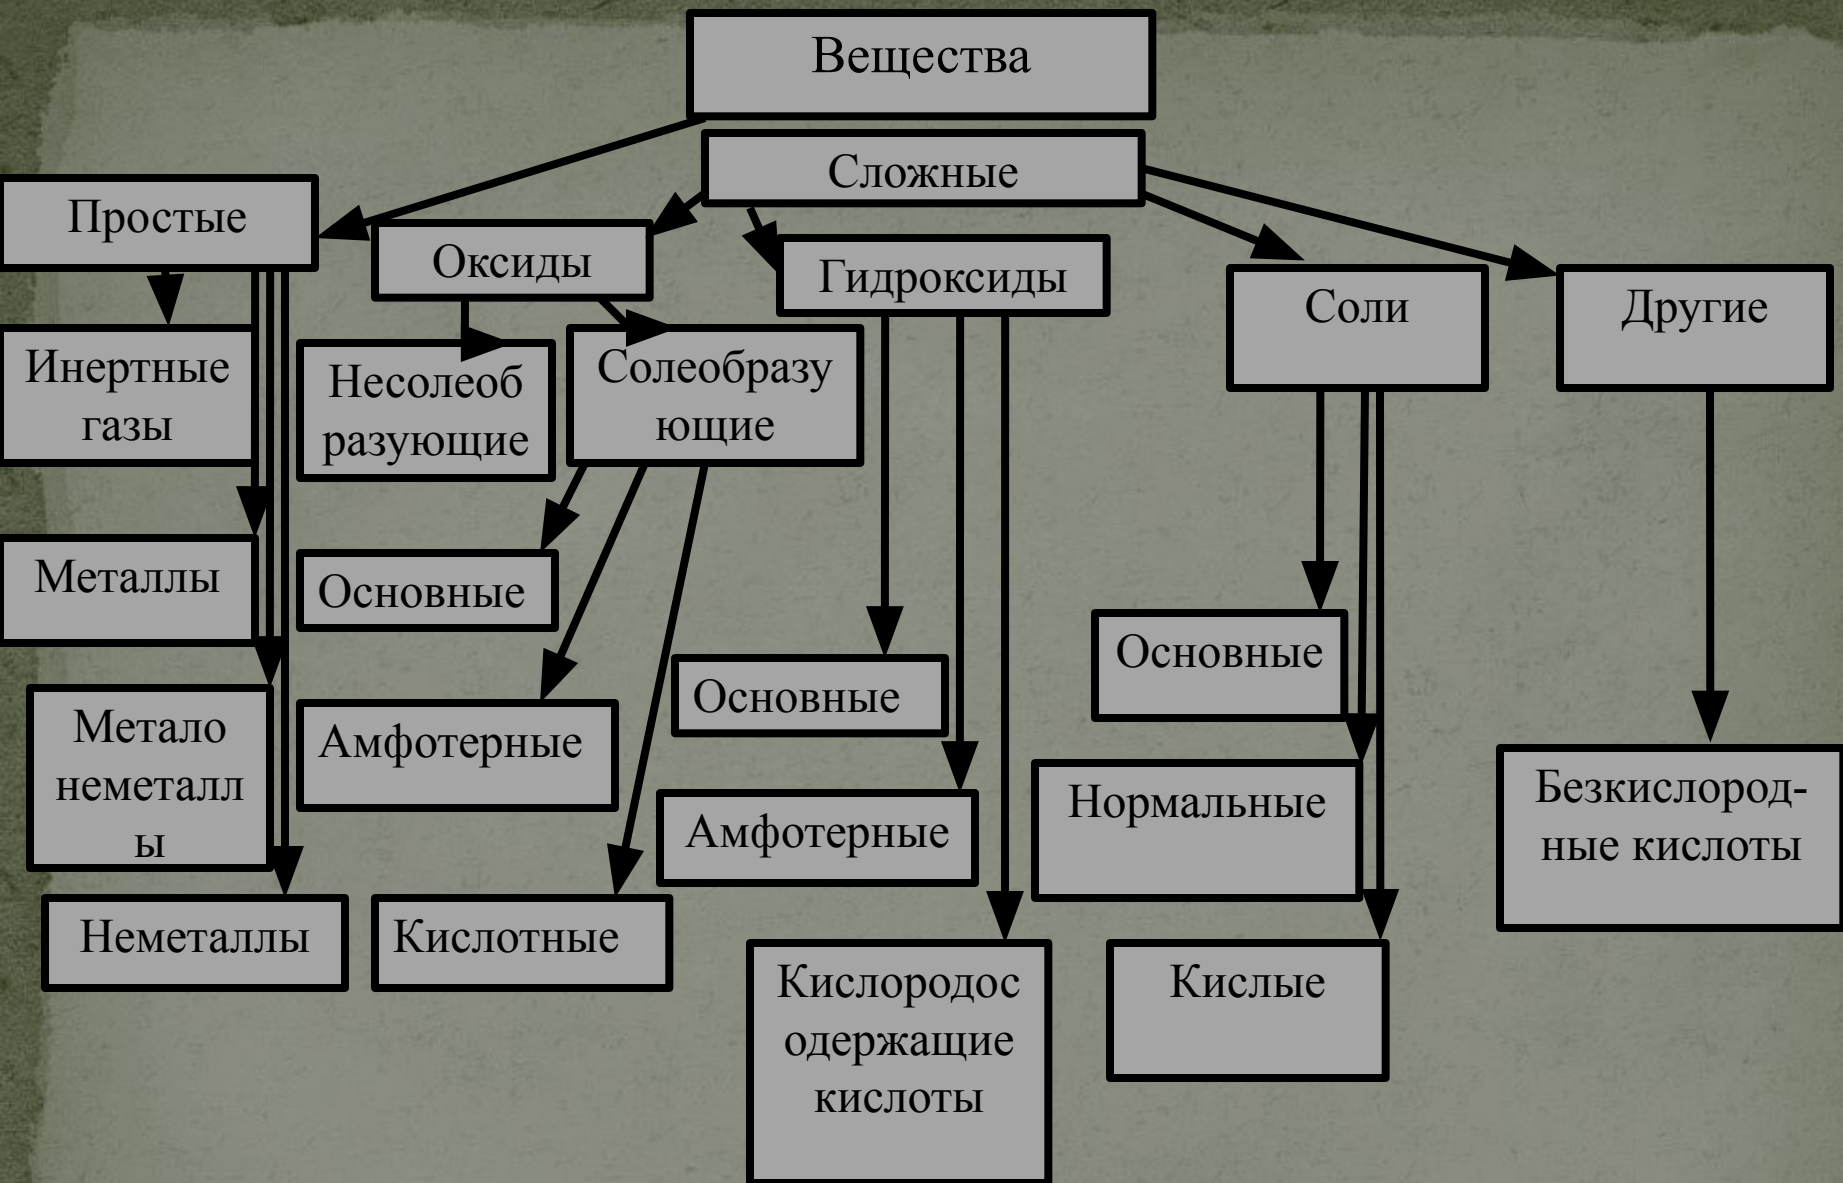 Вещества
Сложные
Простые
Оксиды
Гидроксиды
Соли
Другие
Инертные
газы
Несолеоб
разующие
Солеобразу
ющие
Металлы
Основные
Основные
Основные
Метало
неметалл
ы
Амфотерные
Амфотерные
Нормальные
Безкислород-
ные кислоты
Неметаллы
Кислотные
Кислородос
одержащие
кислоты
Кислые